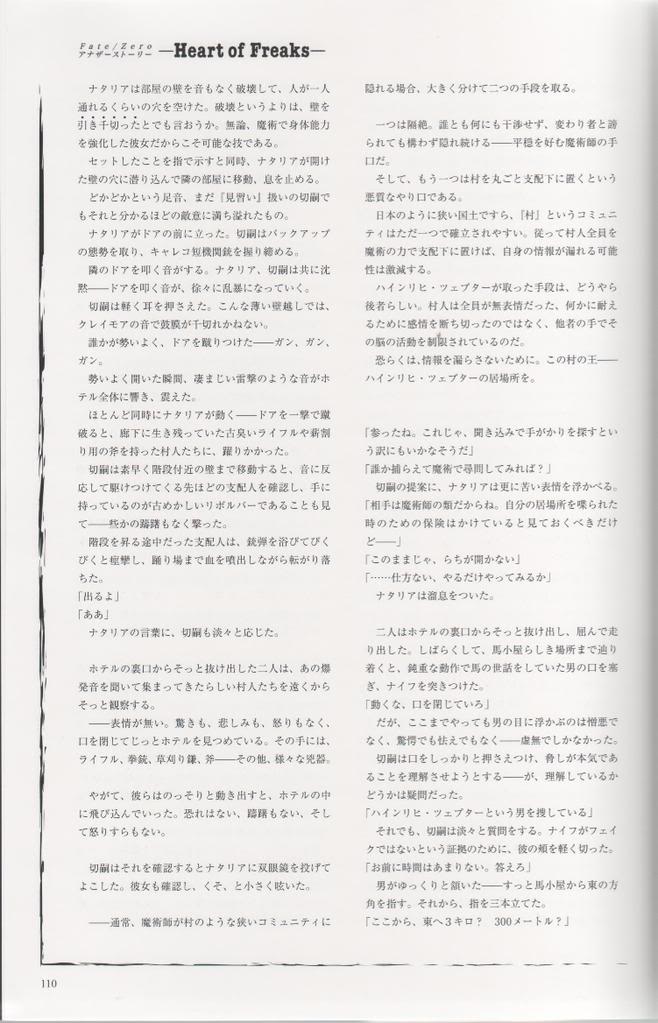 Fate/Zero
アナザーストーリー
—Heart of Freaks—
ナタリアは部屋の壁を音もなく破壊して、人が一人
通れるくらいの穴を空けた。破壊というよりは、壁を
引き千切ったとでも言おうか。無論、魔術で身体能力
を強化した彼女だからこそ可能な技である。
セットしたことを指で示すと同時、ナタリアが開け
た壁の穴に潜り込んで隣の部屋に移動、息を止める。
どかどかという足音、まだ『見習い』扱いの切嗣で
もそれと分かるほどの敵意に満ち溢れたもの。
ナタリアがドアの前に立った。切嗣はバックアップ
の態勢を取り、キャレコ短機関銃を握り締める。
隣のドアを叩く音がする。ナタリア、切嗣は共に沈
黙――ドアを叩く音が、徐々に乱暴になっていく。
切嗣は軽く耳を押さえた。こんな薄い壁越しでは、
クレイモアの音で鼓膜が千切れかねない。
誰かが勢いよく、ドアを蹴りつけた――ガン、ガン、
ガン。
勢いよく開いた瞬間、凄まじい雷撃のような音がホ
テル全体に響き、震えた。
ほとんど同時にナタリアが動く――ドアを一撃で蹴
破ると、廊下に生き残っていた古臭いライフルや薪割
り用の斧を持った村人たちに、躍りかかった。
切嗣は素早く階段付近の壁まで移動すると、音に反
応して駆けつけてくる先ほどの支配人を確認し、手に
持っているのが古めかしいリボルバーであることも見
て――些かの躊躇もなく撃った。
階段を昇る途中だった支配人は、銃弾を浴びてびく
びくと痙攣し、踊り場まで血を噴出しながら転がり落
ちた。
「出るよ」
「ああ」
ナタリアの言葉に、切嗣も淡々と応じた。
ホテルの裏口からそっと抜け出した二人は、あの爆
発音を聞いて集まってきたらしい村人たちを遠くから
そっと観察する。
――表情が無い。驚きも、悲しみも、怒りもなく、
口を閉じてじっとホテルを見つめている。その手には、
ライフル、拳銃、草刈り鎌、斧――その他、様々な兇器。
やがて、彼らはのっそりと動き出すと、ホテルの中
に飛び込んでいった。恐れはない、躊躇もない、そし
て怒りすらもない。
切嗣はそれを確認するとナタリアに双眼鏡を投げて
よこした。彼女も確認し、くそ、と小さく呟いた。
――通常、魔術師が村のような狭いコミュニティに
隠れる場合、大きく分けて二つの手段を取る。
一つは隔絶。誰とも何にも干渉せず、変わり者と謗
られても構わず隠れ続ける――平穏を好む魔術師の手
口だ。
そして、もう一つは村を丸ごと支配下に置くという
悪質なやり口である。
日本のように狭い国土ですら、『村』というコミュニ
ティはただ一つで確立されやすい。従って村人全員を
魔術の力で支配下に置けば、自身の情報が漏れる可能
性は激減する。
ハインリヒ・ツェプターが取った手段は、どうやら
後者らしい。村人は全員が無表情だった、何かに耐え
るために感情を断ち切ったのではなく、他者の手でそ
の脳の活動を制限されているのだ。
恐らくは、情報を漏らさないために。この村の王――
ハインリヒ・ツェプターの居場所を。
「参ったね。これじゃ、聞き込みで手がかりを探すとい
う訳にもいかなそうだ」
「誰か捕らえて魔術で尋問してみれば？」
切嗣の提案に、ナタリアは更に苦い表情を浮かべる。
「相手は魔術師の類だからね。自分の居場所を喋られた
時のための保険はかけていると見ておくべきだけ
ど――」
「このままじゃ、らちが開かない」
「……仕方ない、やるだけやってみるか」
ナタリアは溜息をついた。
二人はホテルの裏口からそっと抜け出し、屈んで走
り出した。しばらくして、馬小屋らしき場所まで辿り
着くと、鈍重な動作で馬の世話をしていた男の口を塞
ぎ、ナイフを突きつけた。
「動くな、口を閉じていろ」
だが、ここまでやっても男の目に浮かぶのは憎悪で
なく、驚愕でも怯えでもなく――虚無でしかなかった。
切嗣は口をしっかりと押さえつけ、脅しが本気であ
ることを理解させようとする――が、理解しているか
どうかは疑問だった。
「ハインリヒ・ツェプターという男を捜している」
それでも、切嗣は淡々と質問をする。ナイフがフェイ
クではないという証拠のために、彼の頬を軽く切った。
「お前に時間はあまりない。答えろ」
男がゆっくりと頷いた――すっと馬小屋から東の方
角を指す。それから、指を三本立てた。
「ここから、東へ３キロ？　300メートル？」
110